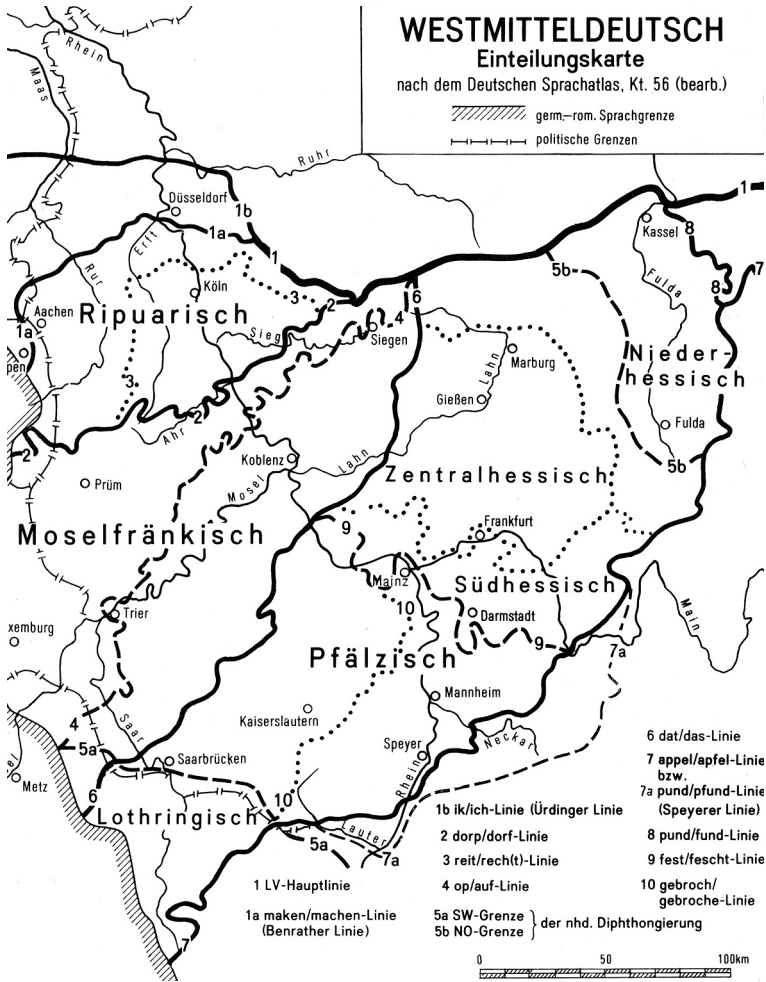 WESTMITTELDEUTSCH
Einteilungskarte
nach dem Deutschen Sprachatlas, Kt. 56 (bearb.)
germ.–rom. Sprachgrenze
politische Grenzen
Rhein
Maas
Ruhr
Düsseldorf
1b
1
1a
Erft
1
Kassel
8
5b
7
Rur
Köln
3
2
6
Fulda
8
Aachen
Ripuarisch
4
1a
Sieg
Siegen
pen
Marburg
Nieder-
hessisch
3
Lahn
Gießen
2
Ahr
Fulda
2
Koblenz
Lahn
5b
Prüm
Mosel
Zentralhessisch
Moselfränkisch
9
Frankfurt
Mainz
Südhessisch
10
Trier
Darmstadt
Main
xemburg
9
7a
Pfälzisch
Mannheim
4
Saar
Kaiserslautern
5a
Speyer
Neckar
Saarbrücken
Metz
Rhein
6
10
Lothringisch
Lauter
5a
7a
7
6 dat/das-Linie
7 appel/apfel-Linie
bzw.
7a pund/pfund-Linie
(Speyerer Linie)
1b ik/ich-Linie (Ürdinger Linie
2 dorp/dorf-Linie
8 pund/fund-Linie
3 reit/rech(t)-Linie
9 fest/fescht-Linie
1 LV-Hauptlinie
4 op/auf-Linie
10 gebroch/
gebroche-Linie
1a maken/machen-Linie
(Benrather Linie)
5a SW-Grenze
5b NO-Grenze
der nhd. Diphthongierung
0 50 100km